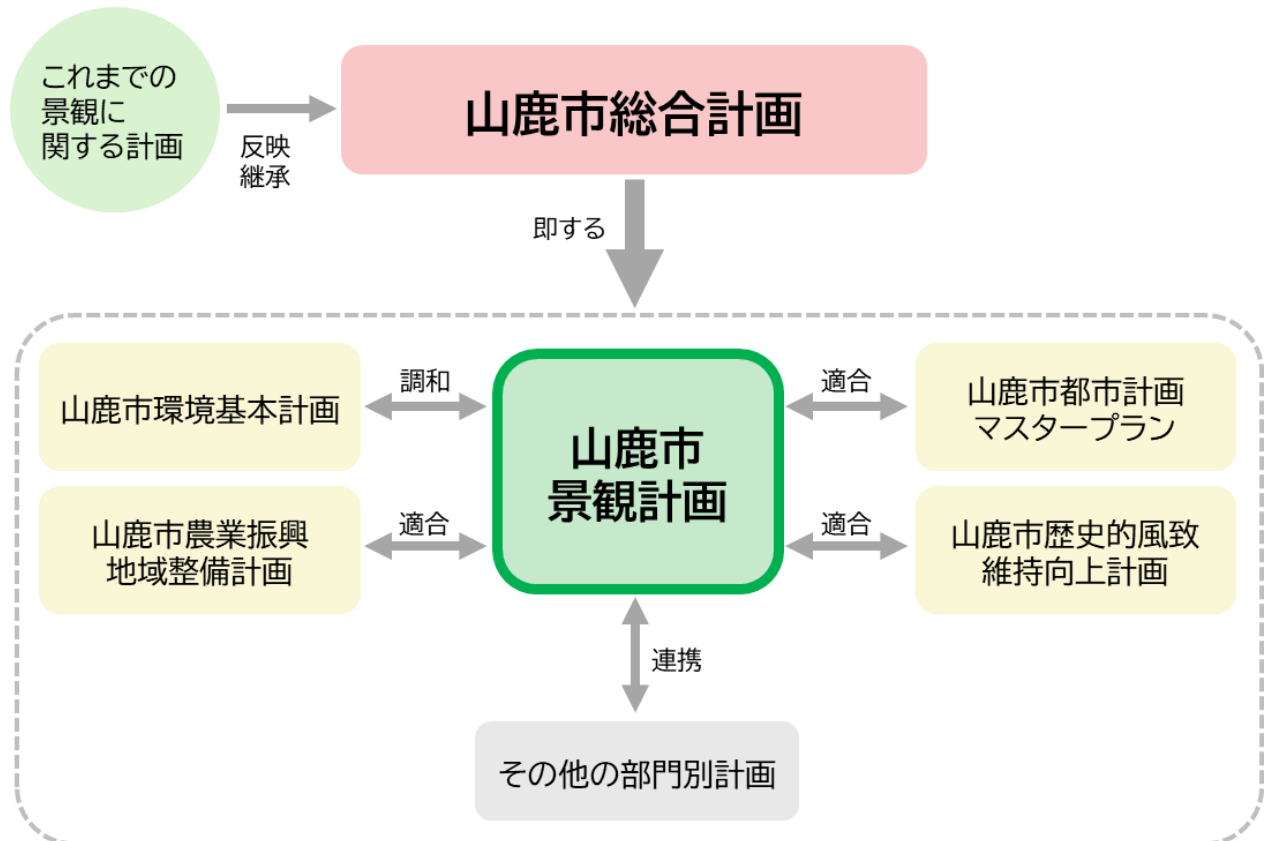 これまでの
景観に
関する計画
反映
継承
山鹿市総合計画
即する
山鹿市環境基本計画
調和
山鹿市農業振興
地域整備計画
適合
山鹿市
景観計画
適合
山鹿市都市計画
マスタープラン
適合
山鹿市歴史的風致
維持向上計画
連携
その他の部門別計画